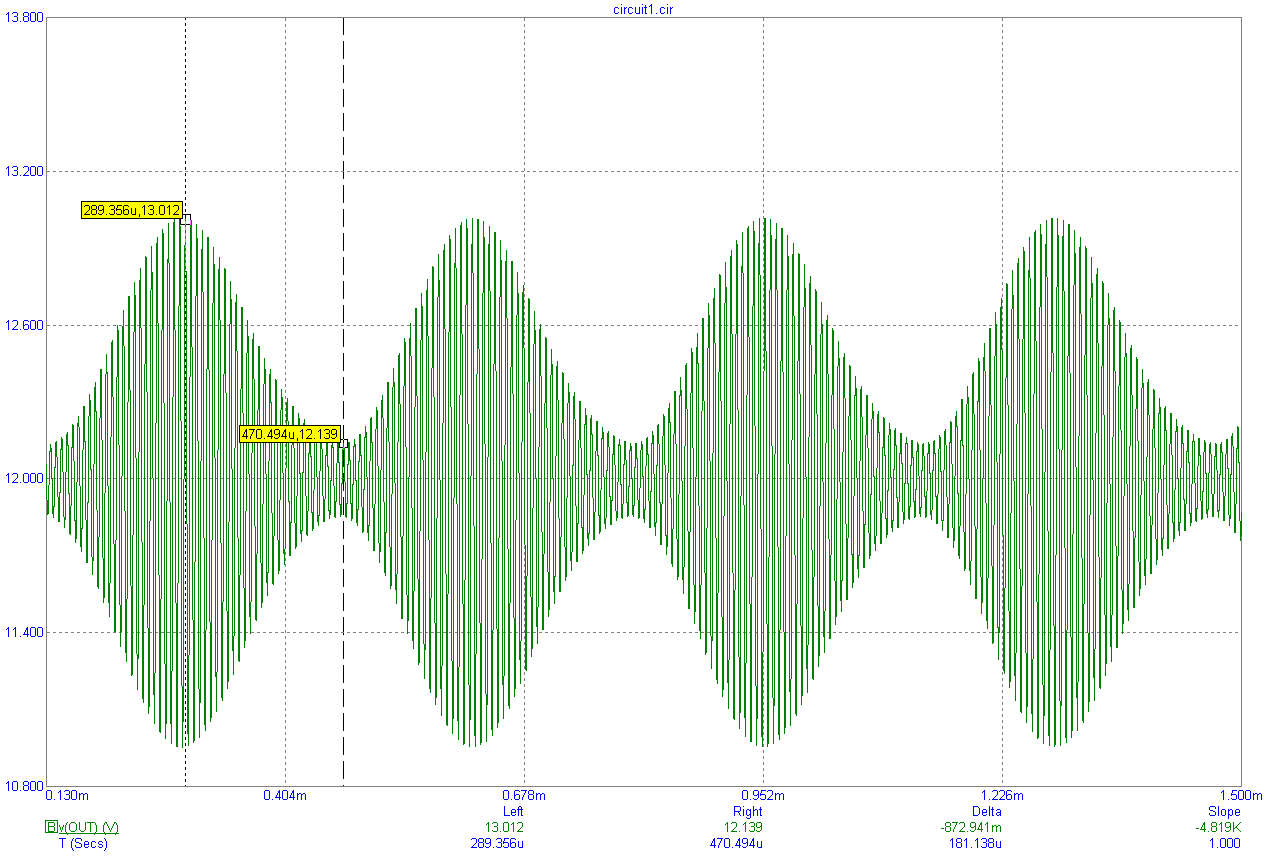 circuit1.cir
13.800
13.200
289.356u,13.012
12.600
470.494u,12.139
12.000
11.400
10.800
0.130m 0.404m 0.678m 0.952m 1.226m 1.500m
Left Right Delta Slope
B v(OUT) (V) 13.012 12.139 -872.941m -4.819K
T (Secs) 289.356u 470.494u 181.138u 1.000